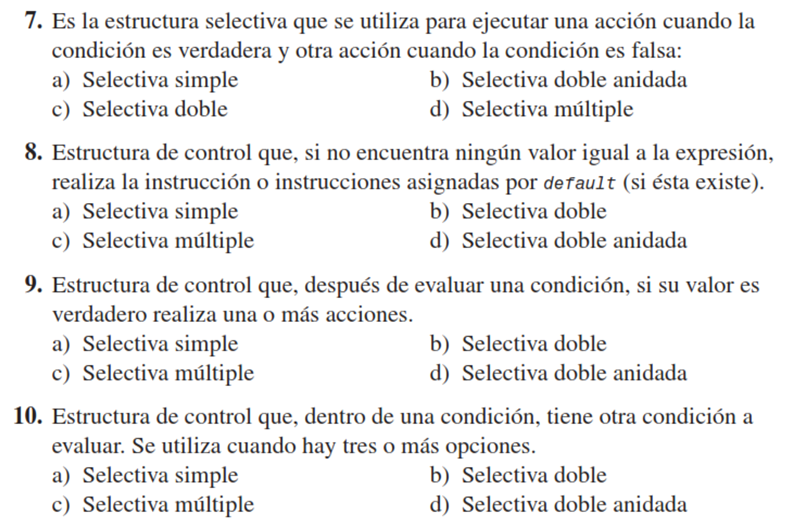 7. Es la estructura selectiva que se utiliza para ejecutar una acción cuando la
condición es verdadera y otra acción cuando la condición es falsa:
a) Selectiva simple b) Selectiva doble anidada
c) Selectiva doble d) Selectiva múltiple
8. Estructura de control que, si no encuentra ningún valor igual a la expresión,
realiza la instrucción o instrucciones asignadas por default (si ésta existe).
a) Selectiva simple b) Selectiva doble
c) Selectiva múltiple d) Selectiva doble anidada
9. Estructura de control que, después de evaluar una condición, si su valor es
verdadero realiza una o más acciones.
a) Selectiva simple b) Selectiva doble
c) Selectiva múltiple d) Selectiva doble anidada
10. Estructura de control que, dentro de una condición, tiene otra condición a
evaluar. Se utiliza cuando hay tres o más opciones.
a) Selectiva simple b) Selectiva doble
c) Selectiva múltiple d) Selectiva doble anidada